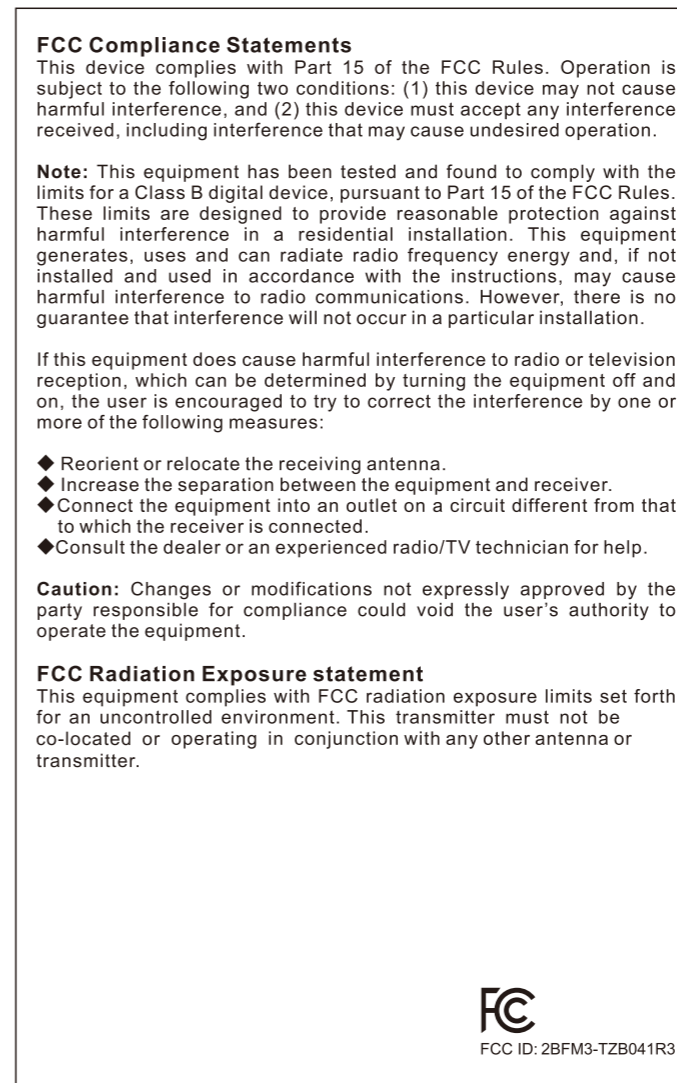 FCC Compliance Statements
This device complies with Part 15 of the FCC Rules. Operation is
subject to the following two conditions: (1) this device may not cause
harmful interference, and (2) this device must accept any interference
received, including interference that may cause undesired operation.
Note: This equipment has been tested and found to comply with the
limits for a Class B digital device, pursuant to Part 15 of the FCC Rules.
These limits are designed to provide reasonable protection against
harmful interference in a residential installation. This equipment
generates, uses and can radiate radio frequency energy and, if not
installed and used in accordance with the instructions, may cause
harmful interference to radio communications. However, there is no
guarantee that interference will not occur in a particular installation.
If this equipment does cause harmful interference to radio or television
reception, which can be determined by turning the equipment off and
on, the user is encouraged to try to correct the interference by one or
more of the following measures:
◆ Reorient or relocate the receiving antenna.
◆ Increase the separation between the equipment and receiver.
◆Connect the equipment into an outlet on a circuit different from that
to which the receiver is connected.
◆Consult the dealer or an experienced radio/TV technician for help.
Caution: Changes or modifications not expressly approved by the
party responsible for compliance could void the user's authority to
operate the equipment.
FCC Radiation Exposure statement
This equipment complies with FCC radiation exposure limits set forth
for an uncontrolled environment. This transmitter must not be
co-located or operating in conjunction with any other antenna or
transmitter.
FC
FCC ID: 2BFM3-TZB041R3